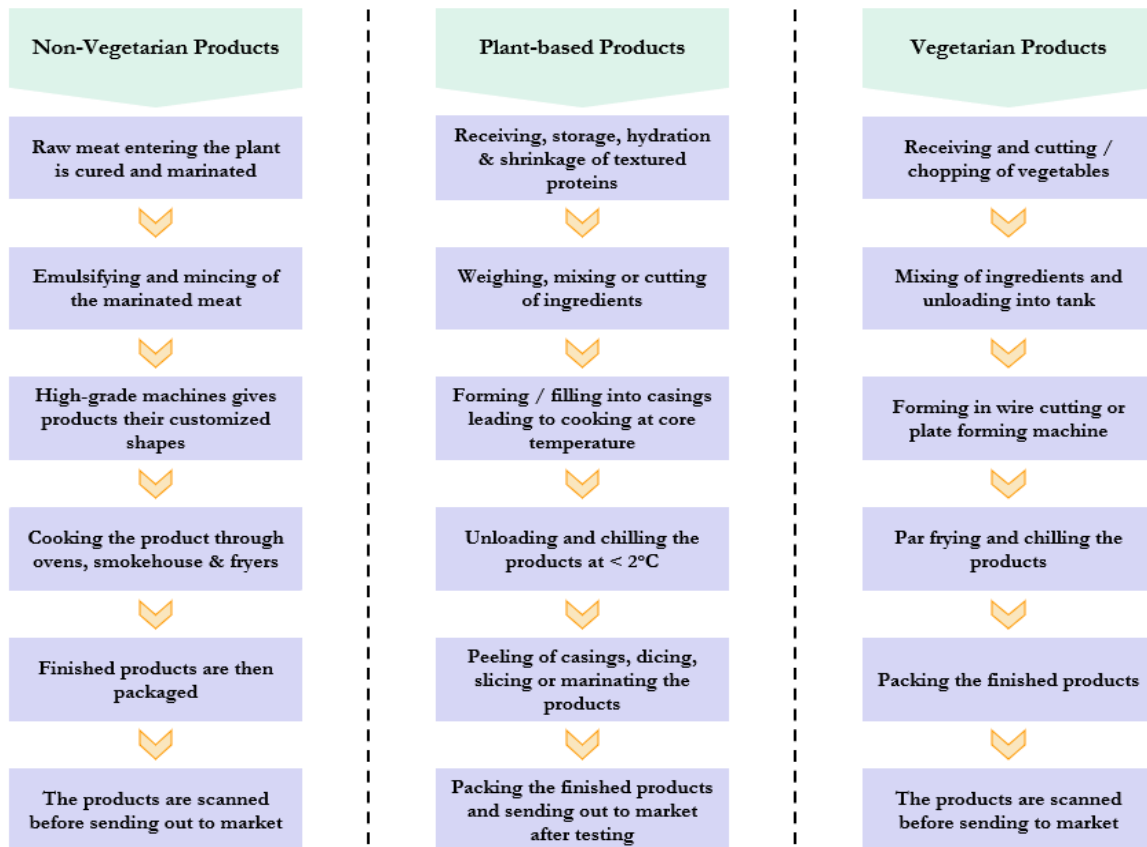 Non-Vegetarian Products
Raw meat entering the plant
is cured and marinated
Emulsifying and mincing of
the marinated meat
High-grade machines gives
products their customized
shapes
Cooking the product through
ovens, smokehouse & fryers
Finished products are then
packaged
The products are scanned
before sending out to market
Plant-based Products
Receiving, storage, hydration
& shrinkage of textured
proteins
Weighing, mixing or cutting
of ingredients
Forming / filling into casings
leading to cooking at core
temperature
Unloading and chilling the
products at < 2°C
Peeling of casings, dicing,
slicing or marinating the
products
Packing the finished products
and sending out to market
after testing
Vegetarian Products
Receiving and cutting /
chopping of vegetables
Mixing of ingredients and
unloading into tank
Forming in wire cutting or
plate forming machine
Par frying and chilling the
products
Packing the finished products
The products are scanned
before sending to market